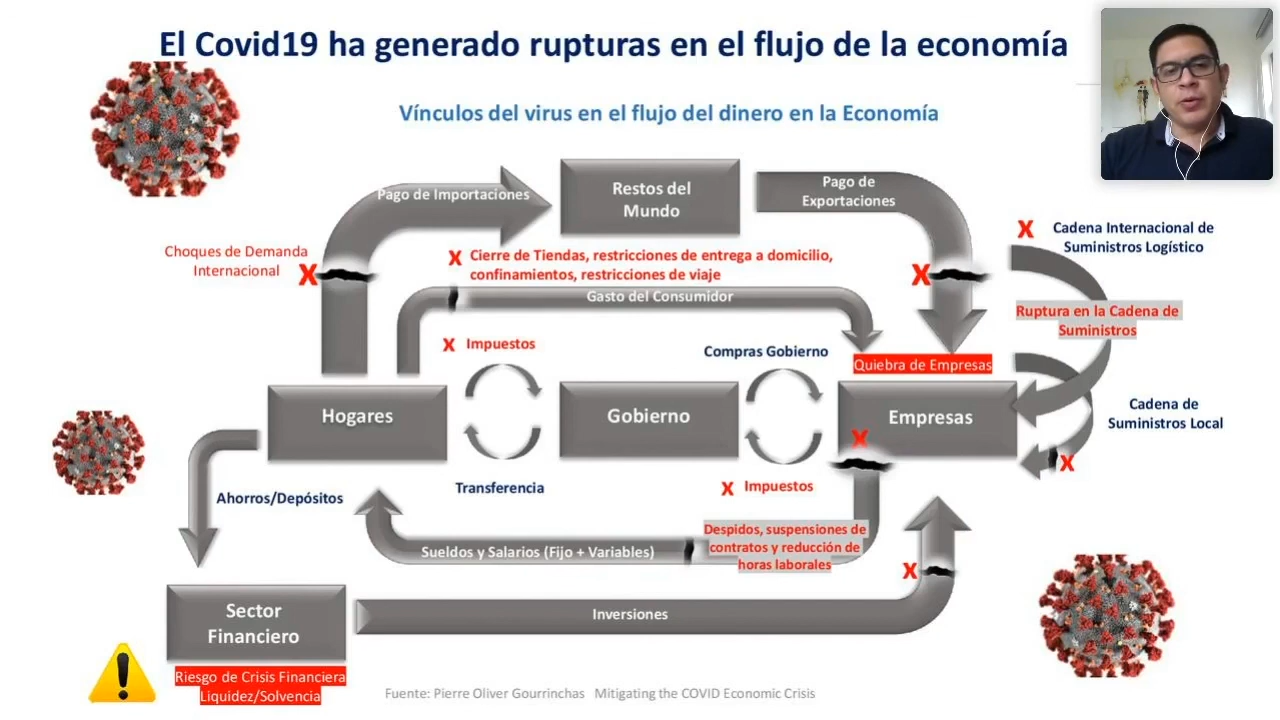 El Covid19 ha generado rupturas en el flujo de la economía
Vínculos del virus en el flujo del dinero en la Economía
Pago de Importaciones
Restos del
Mundo
Pago de
Exportaciones
X
Cadena Internacional de
Suministros Logístico
Choques de Demanda
Internacional
X
X
Cierre de Tiendas, restricciones de entrega a domicilio,
confinamientos, restricciones de viaje
X
Gasto del Consumidor
Ruptura en la Cadena de
Suministros
X Impuestos
Compras Gobierno
Quiebra de Empresas
Hogares
Gobierno
Empresas
X
Cadena de
Suministros Local
X
Ahorros/Depósitos
Transferencia
X Impuestos
Sueldos y Salarios (Fijo + Variables)
Despidos, suspensiones de
contratos y reducción de
horas laborales
X
Sector
Financiero
Inversiones
Riesgo de Crisis Financiera
Liquídez/Solvencia
Fuente: Pierre Oliver Gourrinchas Mitigating the COVID Economic Crisis